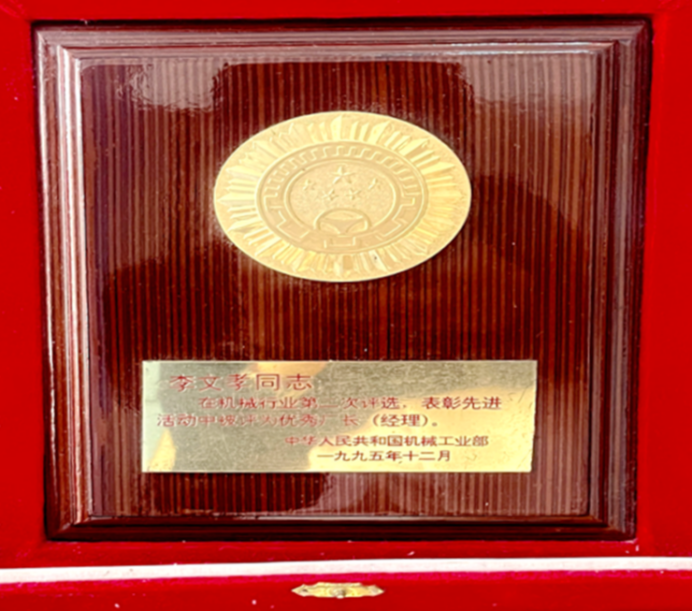 李文孝同志
在机械行业第二次评选、表彰先进
活动中被评为优秀厂长(经理)。
中华人民共和国机械工业部
一九九五年十二月